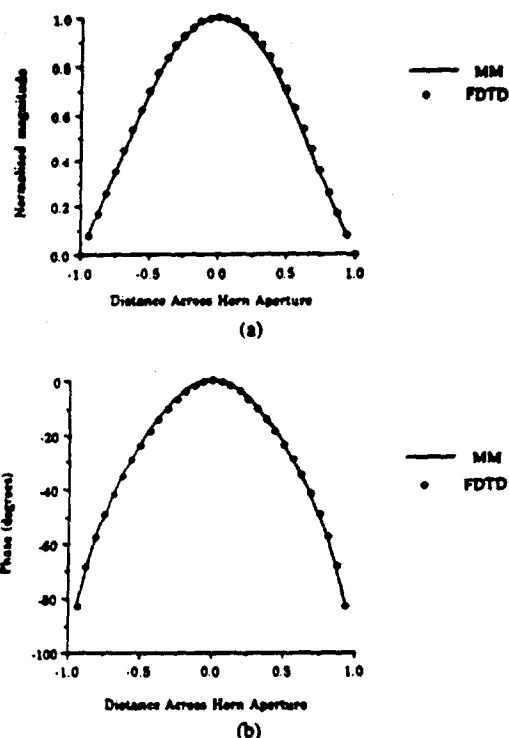 1.0
0.8
0.6
0.4
0.2
0.0
Normalised magnitude
-1.0 -0.5 0.0 0.5 1.0
Distance Across Horn Aperture
MM
FDTD
(a)
0
-20
-40
-60
-80
-100
Phase (degrees)
-1.0 -0.5 0.0 0.5 1.0
Distance Across Horn Aperture
MM
FDTD
(b)